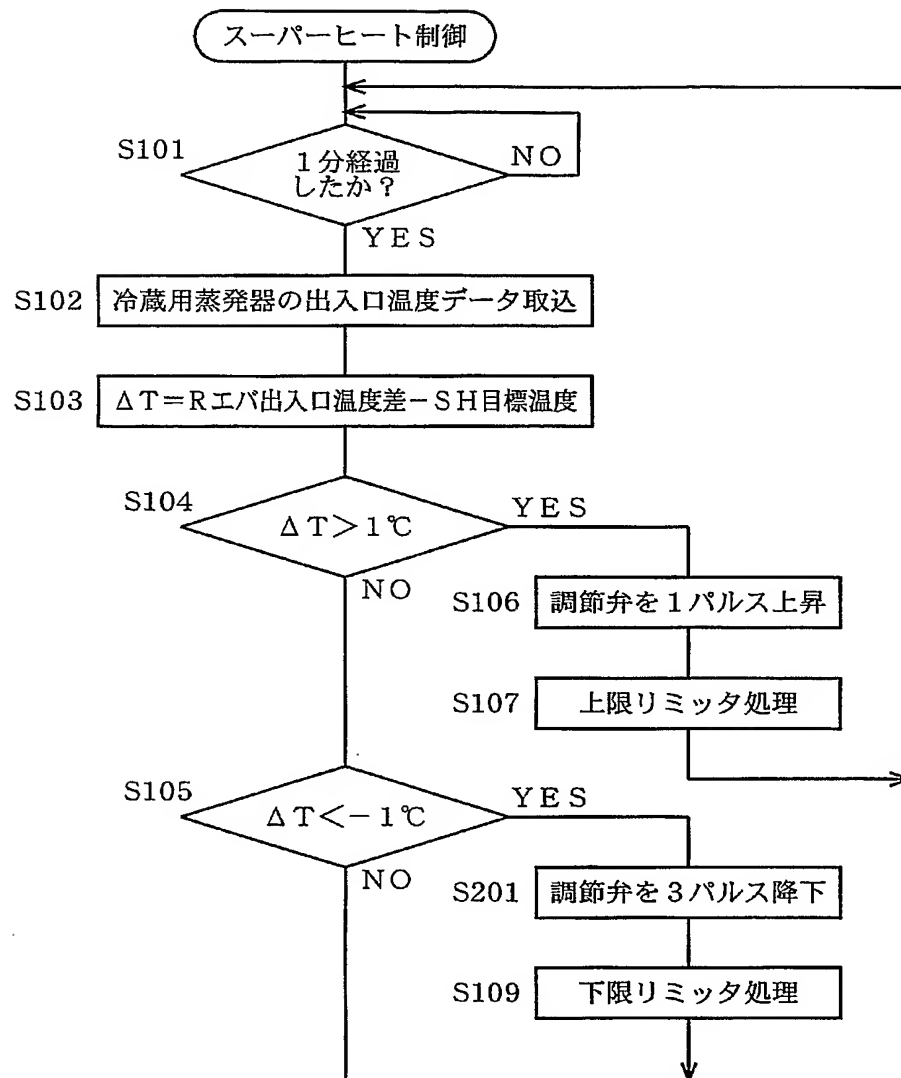 スーパーヒート制御
S101
1分経過
したか?
NO
YES
S102
冷蔵用蒸発器の出入口温度データ取込
S103
ΔT=Rエバ出入口温度差-SH目標温度
S104
ΔT>1℃
YES
NO
S106
調節弁を1パルス上昇
S107
上限リミッタ処理
S105
ΔT<-1℃
YES
NO
S201
調節弁を3パルス降下
S109
下限リミッタ処理